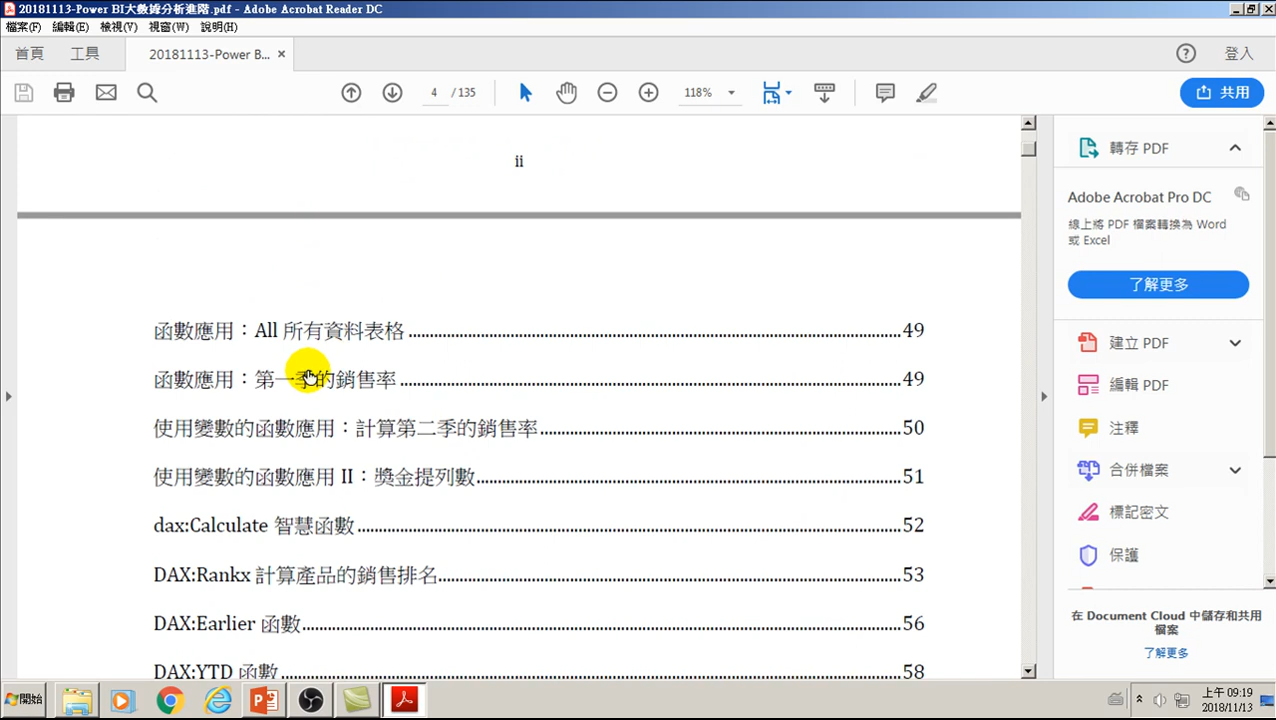 20181113-Power BI大數據分析進階.pdf - Adobe Acrobat Reader DC
檔案(F) 編輯(E) 檢視(V) 視窗(W) 說明(H)
首頁 工具 20181113-Power B... × 登入
4 / 135 118% 共用
ii
函數應用：All 所有資料表格 49
函數應用：第一季的銷售率 49
使用變數的函數應用：計算第二季的銷售率 50
使用變數的函數應用 II：獎金提列數 51
dax:Calculate 智慧函數 52
DAX:Rankx 計算產品的銷售排名 53
DAX:Earlier 函數 56
DAX:YTD 函數 58
轉存 PDF
Adobe Acrobat Pro DC
線上將 PDF 檔案轉換為 Word
或 Excel
了解更多
建立 PDF
編輯 PDF
注釋
合併檔案
標記密文
保護
在 Document Cloud 中儲存和共用
檔案
了解更多
開始
上午 09:19
2018/11/13